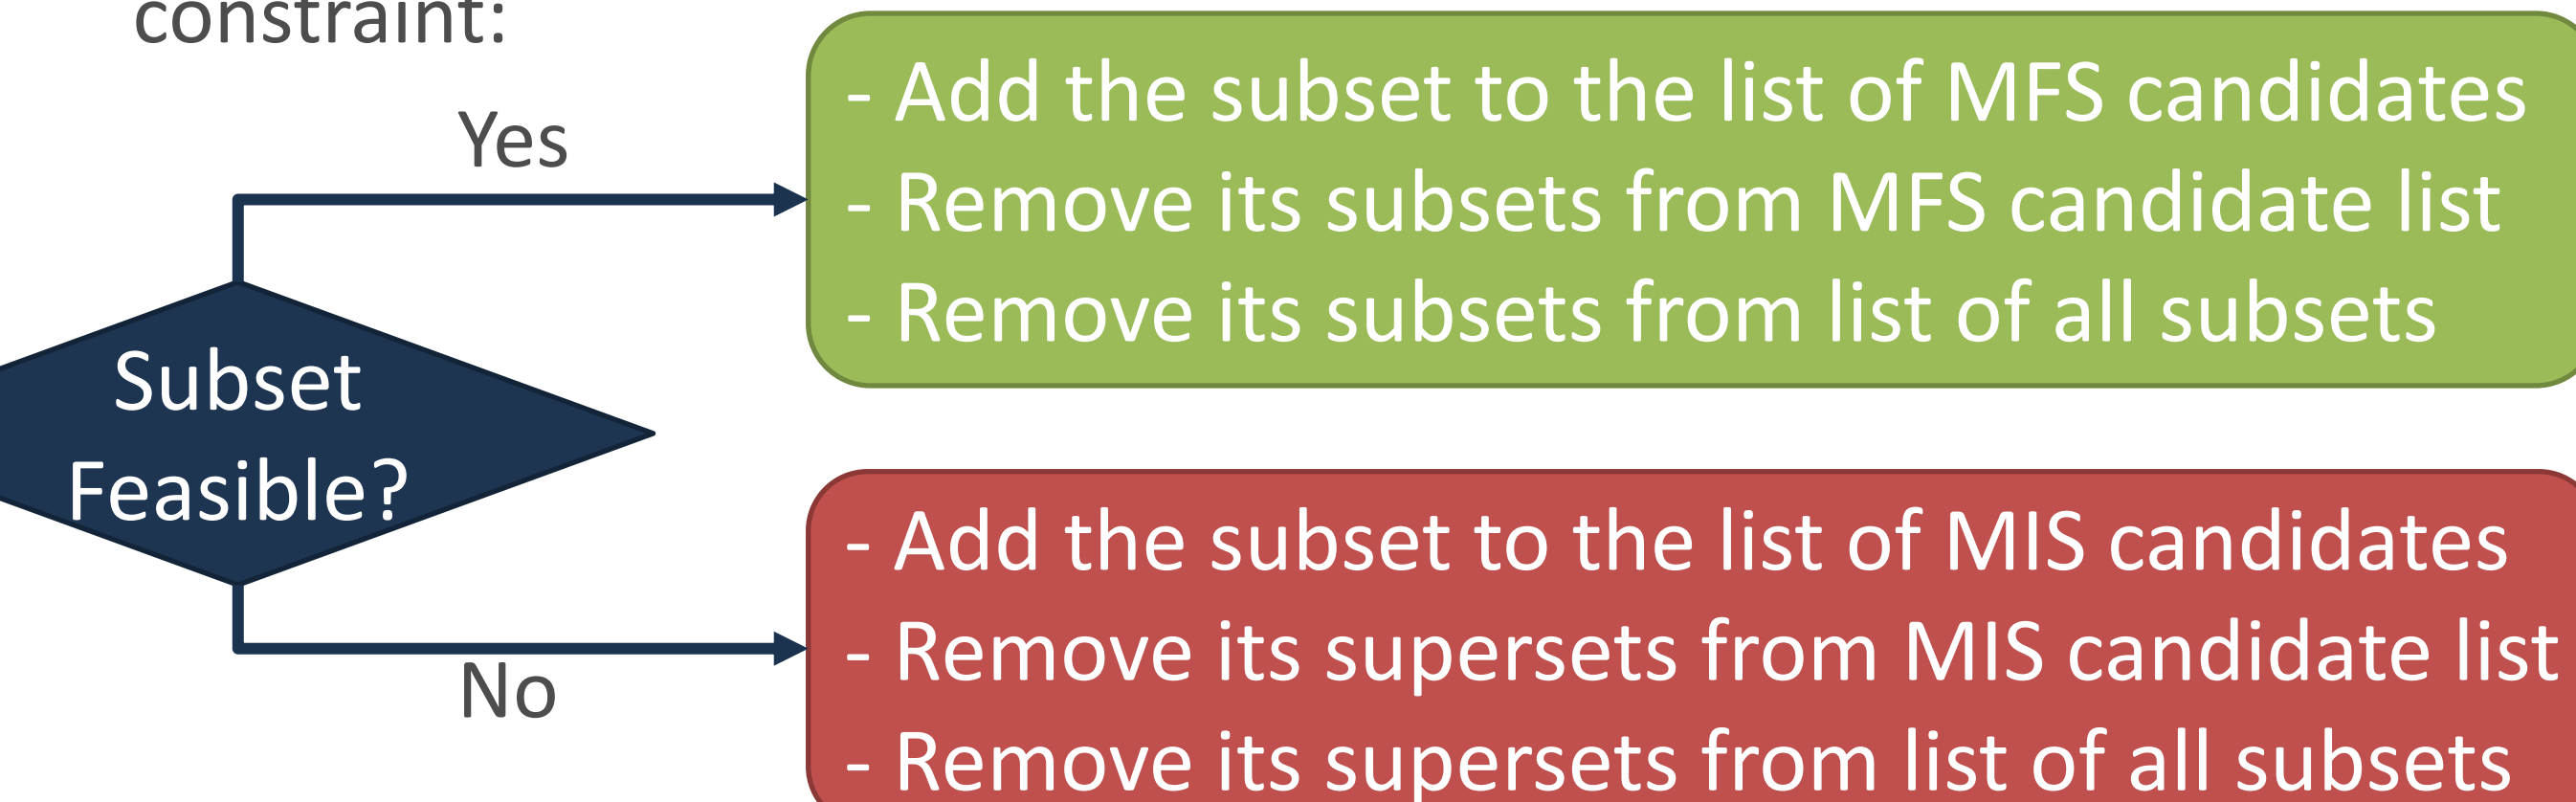 constraint:
Yes
- Add the subset to the list of MFS candidates
- Remove its subsets from MFS candidate list
- Remove its subsets from list of all subsets
Subset
Feasible?
No
- Add the subset to the list of MIS candidates
- Remove its supersets from MIS candidate list
- Remove its supersets from list of all subsets